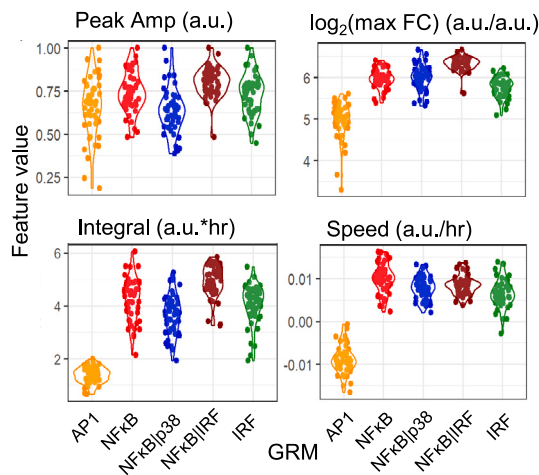 Peak Amp (a.u.)
log₂(max FC) (a.u./a.u.)
1.00
0.75
0.50
0.25
6
5
4
Feature value
Integral (a.u.*hr)
Speed (a.u./hr)
6
4
2
0.01
0.00
-0.01
AP1
NFκB
NFκB|p38
NFκB|IRF
IRF
AP1
NFκB
NFκB|p38
NFκB|IRF
IRF
GRM